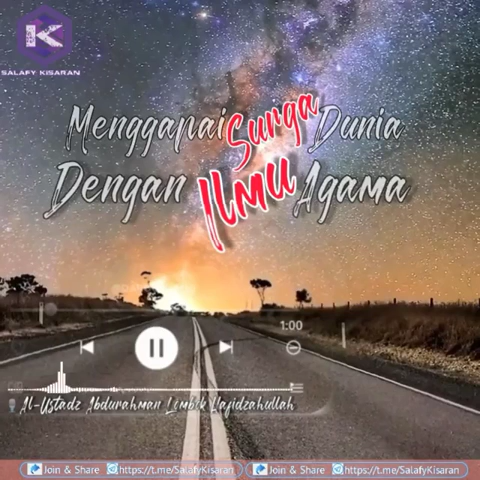 SALAFY KISARAN
Menggapai Surga Dunia
Dengan Ilmu Agama
1:00
Al-Ustadz Abdurahman Lombok Hafidzahullah
Join & Share https://t.me/SalafyKisaran Join & Share https://t.me/SalafyKisaran